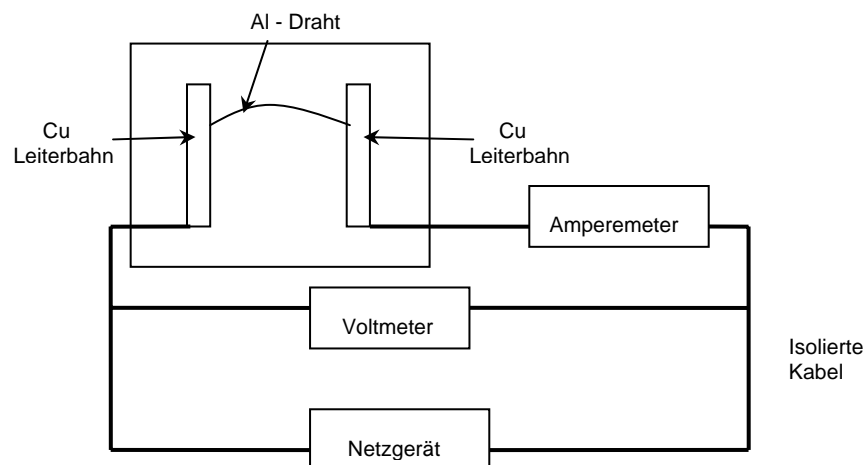 Al - Draht
Cu
Leiterbahn
Cu
Leiterbahn
Amperemeter
Voltmeter
Isolierte
Kabel
Netzgerät